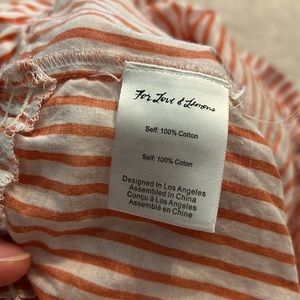 For Love & Lemons
Self: 100% Cotton
Self: 100% Coton
Designed In Los Angeles
Assembled In China
Conçu à Los Angeles
Assemblé en China